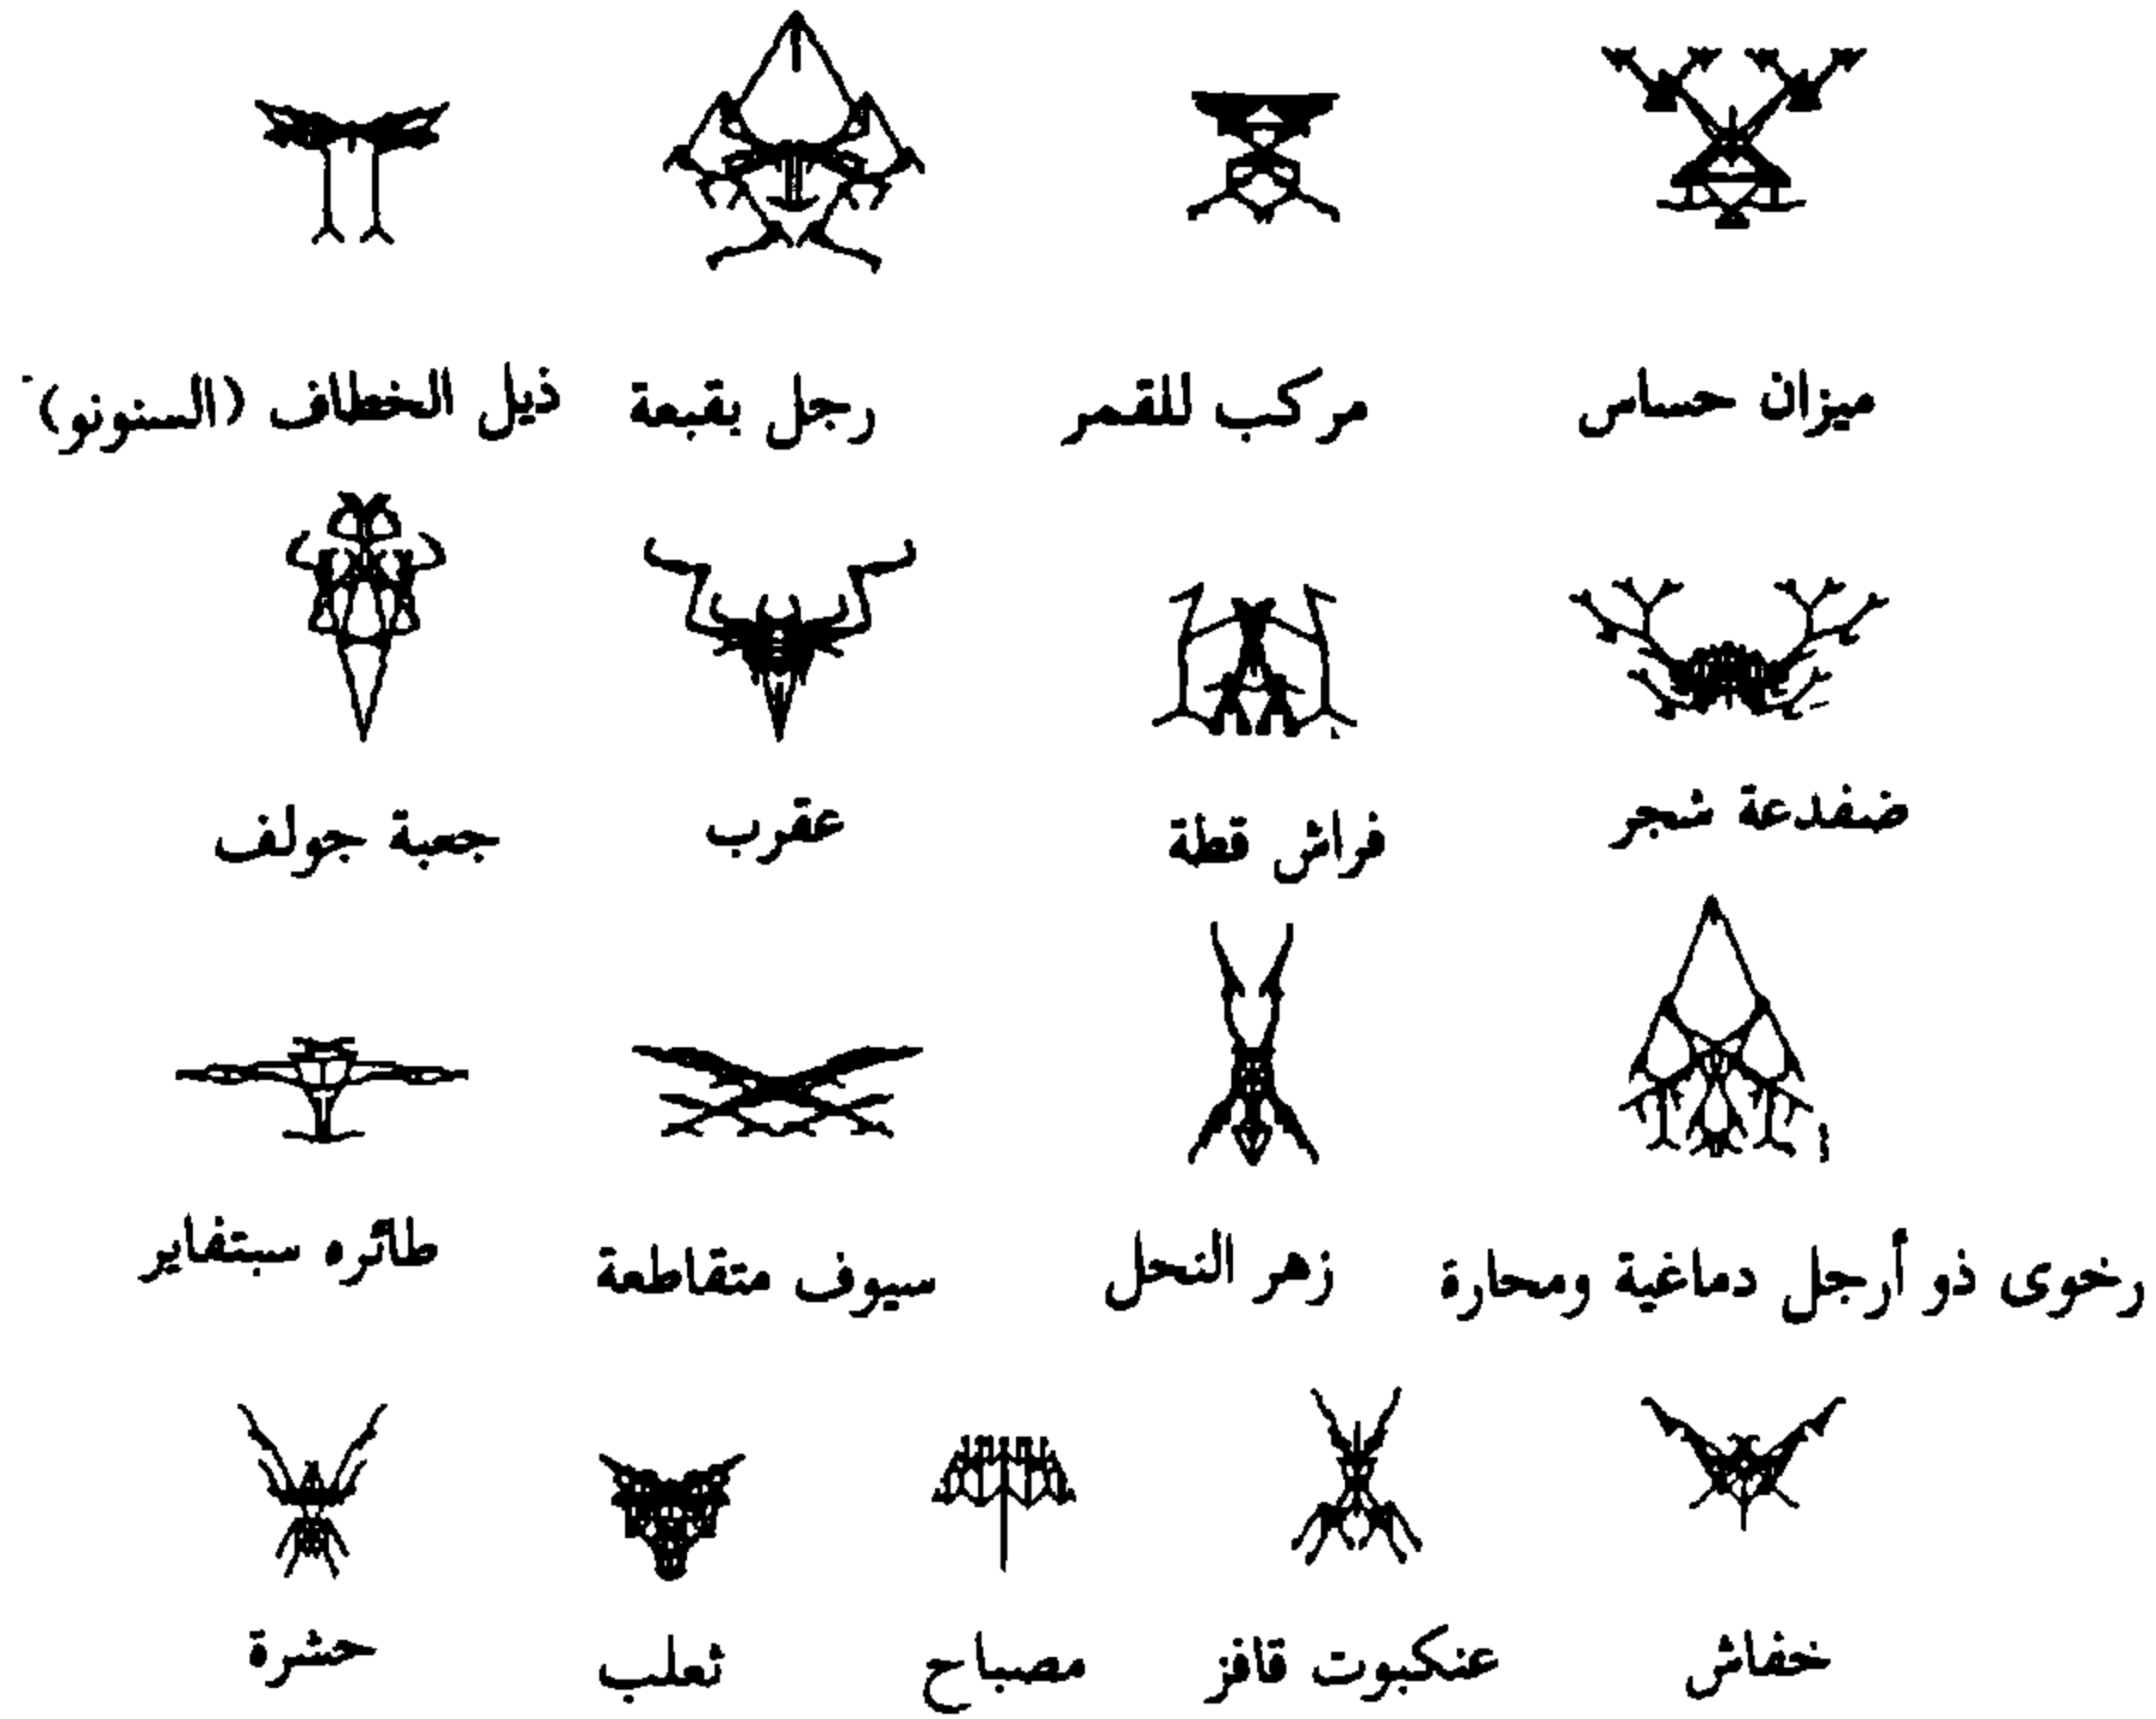 ميزان حساس مركب للقمر رجل بقبعة ذيل الخطاف (السنونو)
ضفدعة شجر فراش قطة عقرب جصبة جولف
رخوى ذو أرجل دماغية ومحارة زهر النحل سيوف متقاطعة طائره سبتفاير
خفاش عنكبوت قافز مصباح ثعلب حشرة